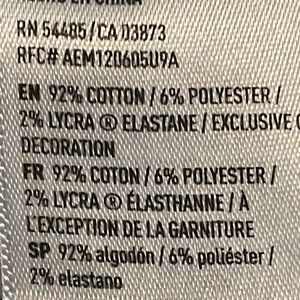 RN 54485/CA 03873
RFC# AEM120605U9A
EN 92% COTTON / 6% POLYESTER /
2% LYCRA ® ELASTANE / EXCLUSIVE
DECORATION
FR 92% COTON / 6% POLYESTER /
2% LYCRA ® ÉLASTHANNE / À
L'EXCEPTION DE LA GARNITURE
SP 92% algodón / 6% poliéster /
2% elastano